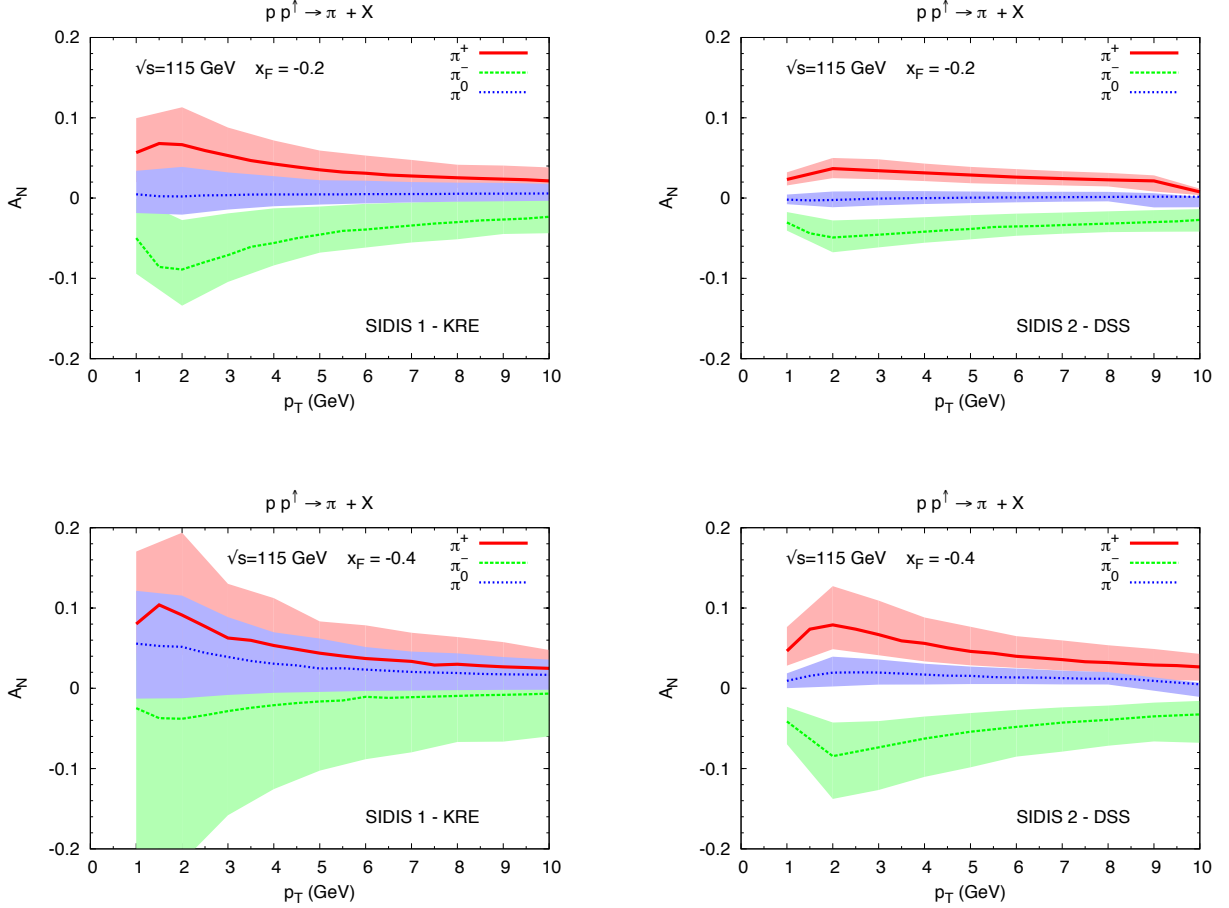 p p↑ → π + X
0.2
0.1
0
-0.1
-0.2
A_N
√s=115 GeV x_F = -0.2
π⁺
π⁻
π⁰
SIDIS 1 - KRE
0 1 2 3 4 5 6 7 8 9 10
p_T (GeV)
p p↑ → π + X
0.2
0.1
0
-0.1
-0.2
A_N
√s=115 GeV x_F = -0.2
π⁺
π⁻
π⁰
SIDIS 2 - DSS
0 1 2 3 4 5 6 7 8 9 10
p_T (GeV)
p p↑ → π + X
0.2
0.1
0
-0.1
-0.2
A_N
√s=115 GeV x_F = -0.4
π⁺
π⁻
π⁰
SIDIS 1 - KRE
0 1 2 3 4 5 6 7 8 9 10
p_T (GeV)
p p↑ → π + X
0.2
0.1
0
-0.1
-0.2
A_N
√s=115 GeV x_F = -0.4
π⁺
π⁻
π⁰
SIDIS 2 - DSS
0 1 2 3 4 5 6 7 8 9 10
p_T (GeV)